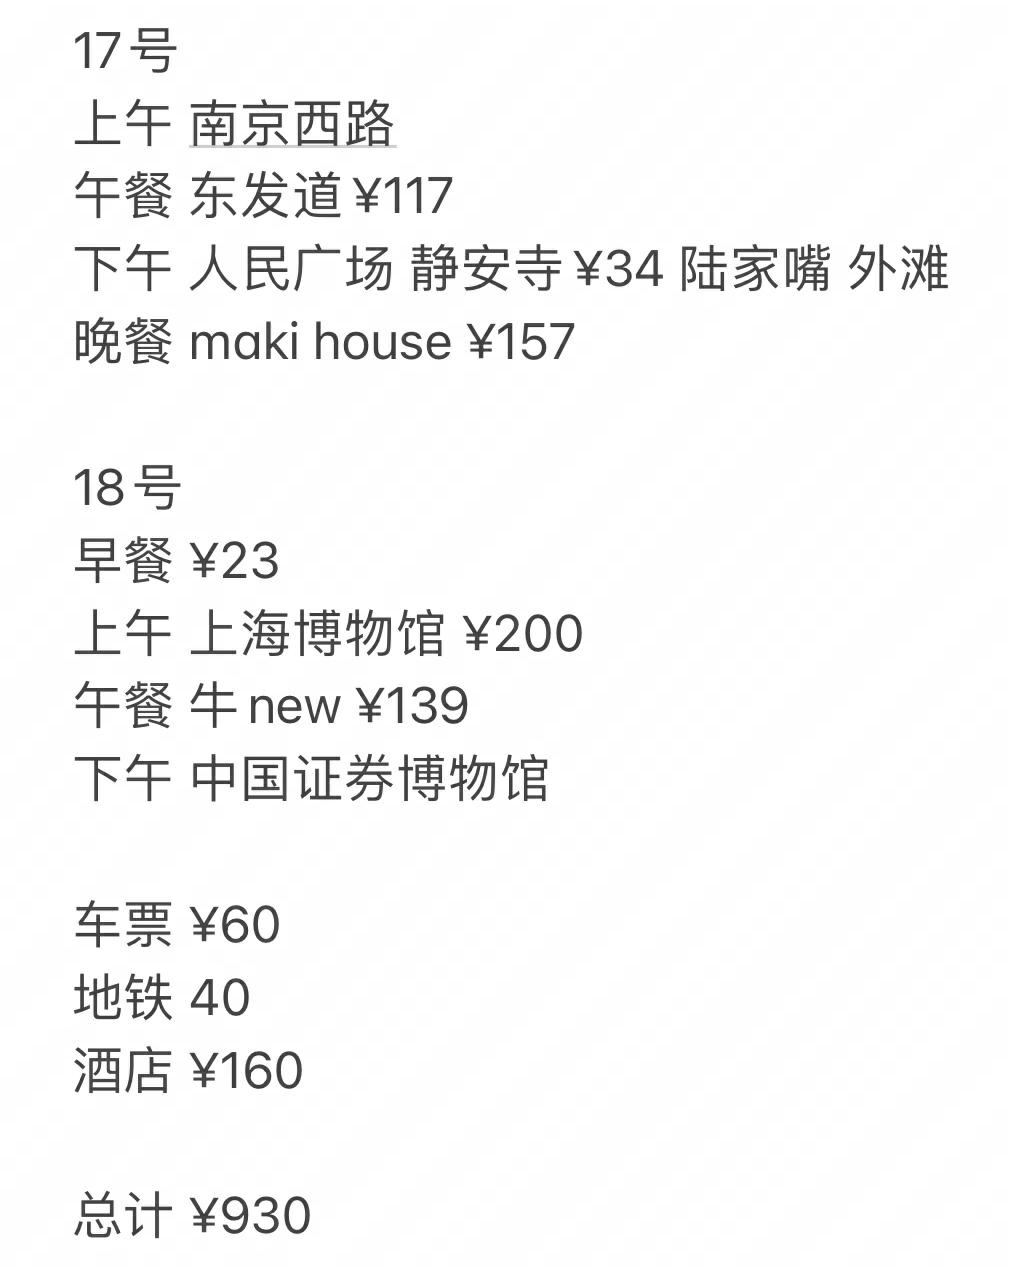 17号
上午 南京西路
午餐 东发道 ¥117
下午 人民广场 静安寺 ¥34 陆家嘴 外滩
晚餐 maki house ¥157
18号
早餐 ¥23
上午 上海博物馆 ¥200
午餐 牛new ¥139
下午 中国证券博物馆
车票 ¥60
地铁 40
酒店 ¥160
总计 ¥930